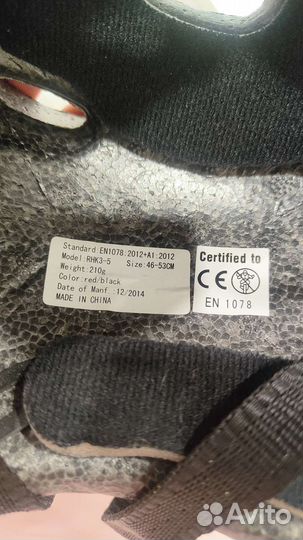 Standard:EN1078:2012+A1:2012
Model:RHK3-5 Size:46-53CM
Weight:210g
Color:red/black
Date of Manf.:12/2014
MADE IN CHINA
Certified to
CE
EN 1078
Avito